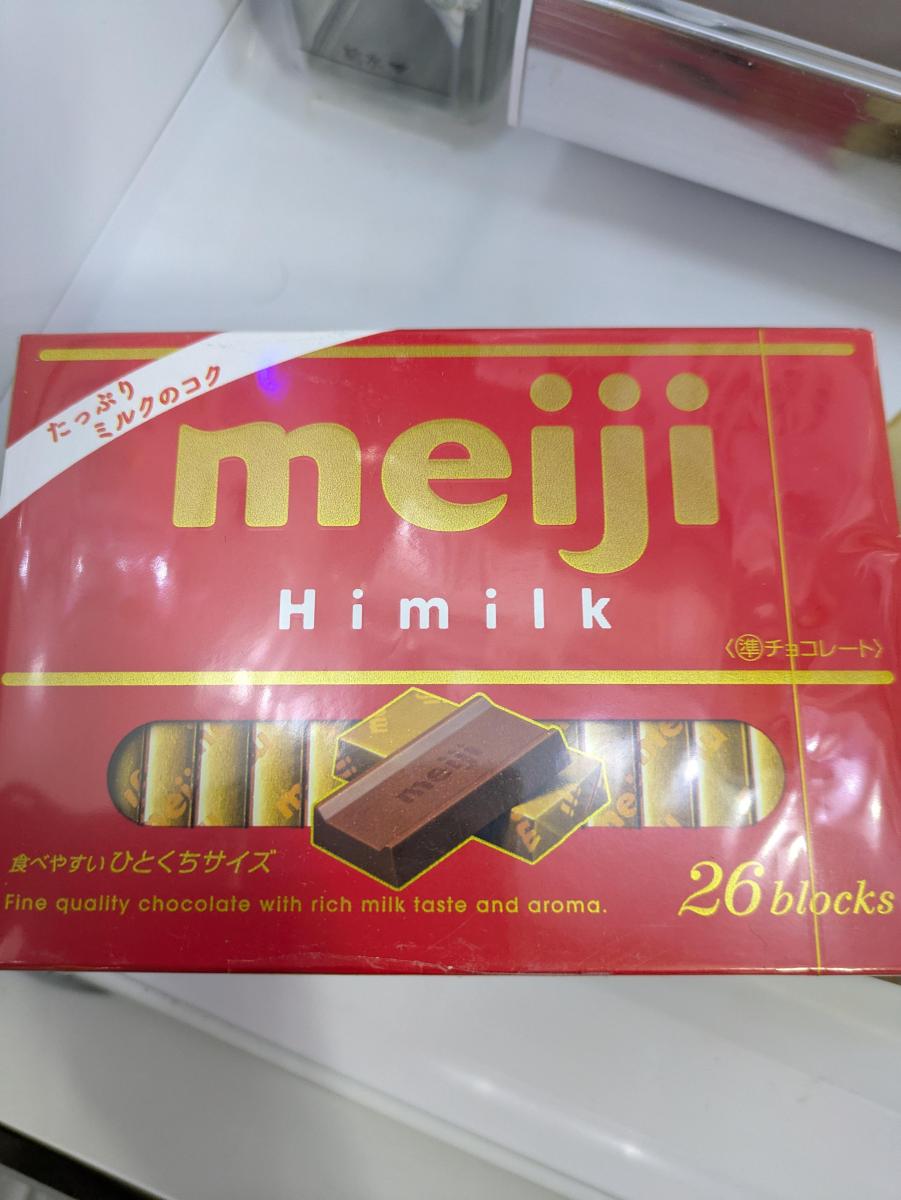 たっぷり
ミルクのコク
meiji
Himilk
〈㊜チョコレート〉
meiji
食べやすいひとくちサイズ
Fine quality chocolate with rich milk taste and aroma.
26 blocks